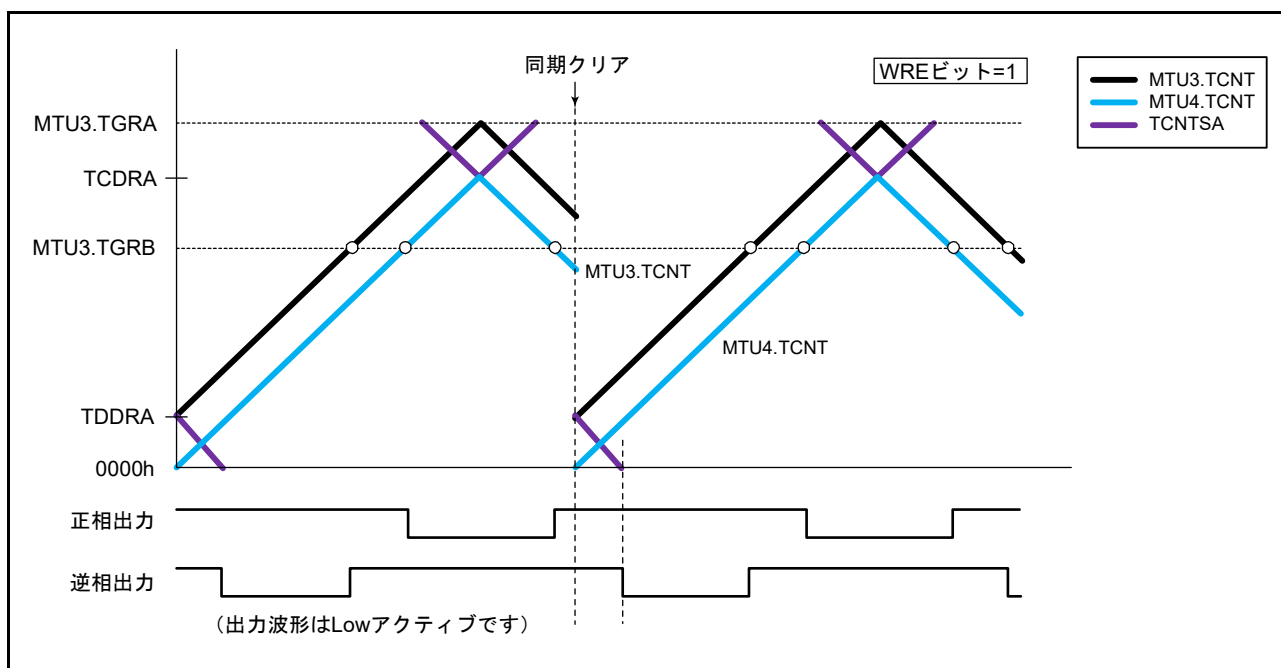 同期クリア
WREビット=1
MTU3.TCNT
MTU4.TCNT
TCNTSA
MTU3.TGRA
TCDRA
MTU3.TGRB
MTU3.TCNT
MTU4.TCNT
TDDRA
0000h
正相出力
逆相出力
（出力波形はLowアクティブです）